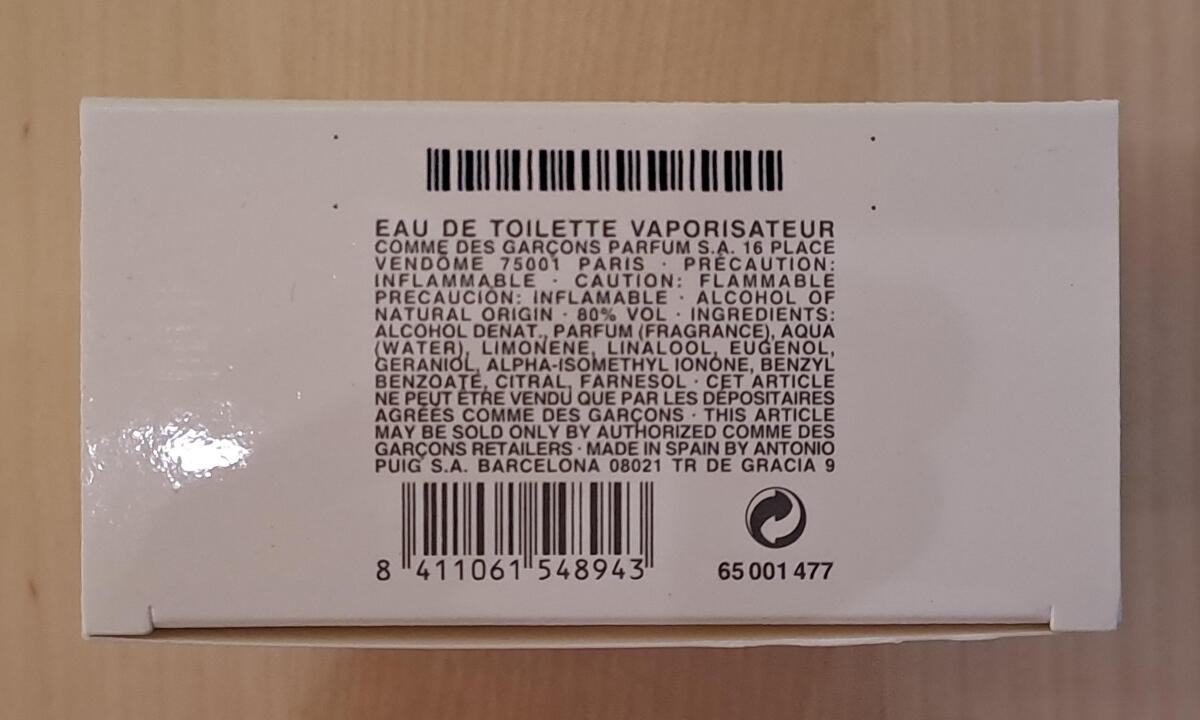 EAU DE TOILETTE VAPORISATEUR
COMME DES GARÇONS PARFUM S.A. 16 PLACE
VENDÔME 75001 PARIS · PRÉCAUTION:
INFLAMMABLE · CAUTION: FLAMMABLE
PRECAUCIÓN: INFLAMABLE · ALCOHOL OF
NATURAL ORIGIN · 80% VOL · INGREDIENTS:
ALCOHOL DENAT., PARFUM (FRAGRANCE), AQUA
(WATER), LIMONENE, LINALOOL, EUGENOL,
GERANIOL, ALPHA-ISOMETHYL IONONE, BENZYL
BENZOATE, CITRAL, FARNESOL · CET ARTICLE
NE PEUT ÊTRE VENDU QUE PAR LES DÉPOSITAIRES
AGRÉÉS COMME DES GARÇONS · THIS ARTICLE
MAY BE SOLD ONLY BY AUTHORIZED COMME DES
GARÇONS RETAILERS · MADE IN SPAIN BY ANTONIO
PUIG S.A. BARCELONA 08021 TR DE GRACIA 9
8 411061 548943
65 001 477